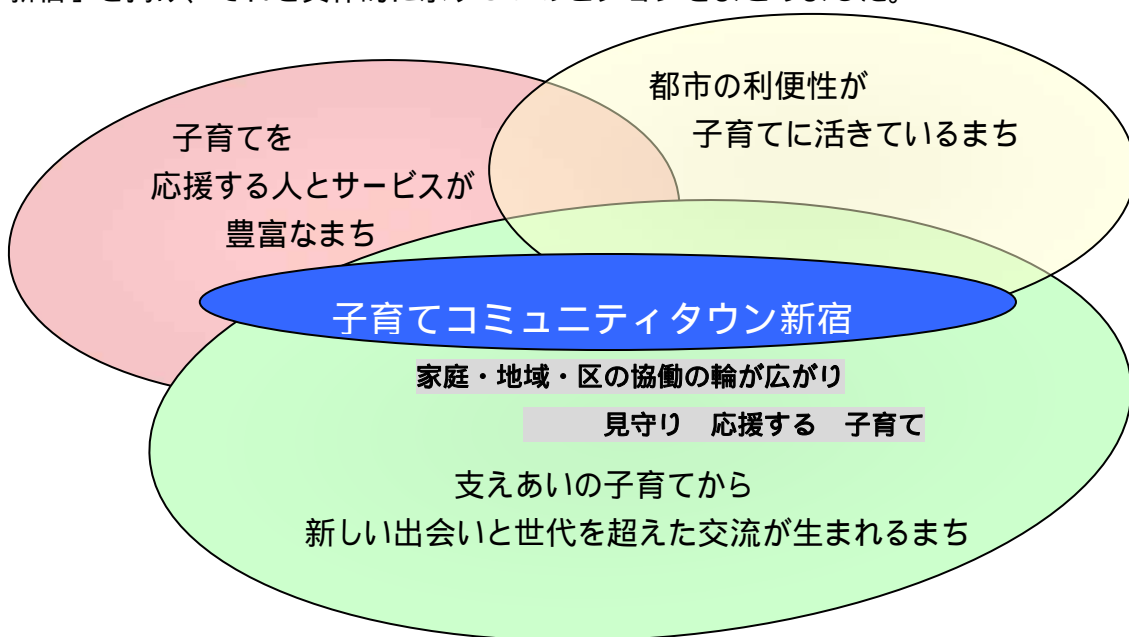 都市の利便性が
子育てに活きているまち
子育てを
応援する人とサービスが
豊富なまち
子育てコミュニティタウン新宿
家庭・地域・区の協働の輪が広がり
見守り　応援する　子育て
支えあいの子育てから
新しい出会いと世代を超えた交流が生まれるまち